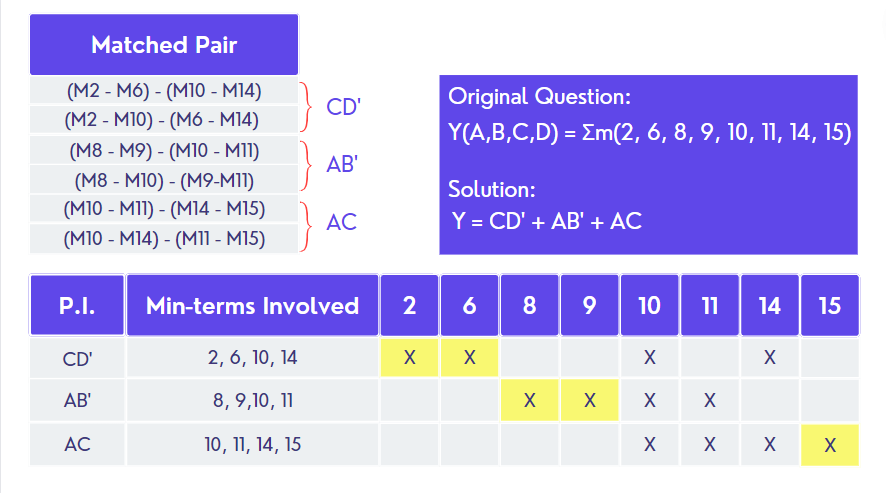 Matched Pair
(M2 - M6) - (M10 - M14)
(M2 - M10) - (M6 - M14)
CD'
(M8 - M9) - (M10 - M11)
(M8 - M10) - (M9-M11)
AB'
(M10 - M11) - (M14 - M15)
(M10 - M14) - (M11 - M15)
AC
Original Question:
Y(A,B,C,D) = Σm(2, 6, 8, 9, 10, 11, 14, 15)
Solution:
Y = CD' + AB' + AC
P.I. Min-terms Involved 2 6 8 9 10 11 14 15
CD' 2, 6, 10, 14 X X X X
AB' 8, 9,10, 11 X X X X
AC 10, 11, 14, 15 X X X X